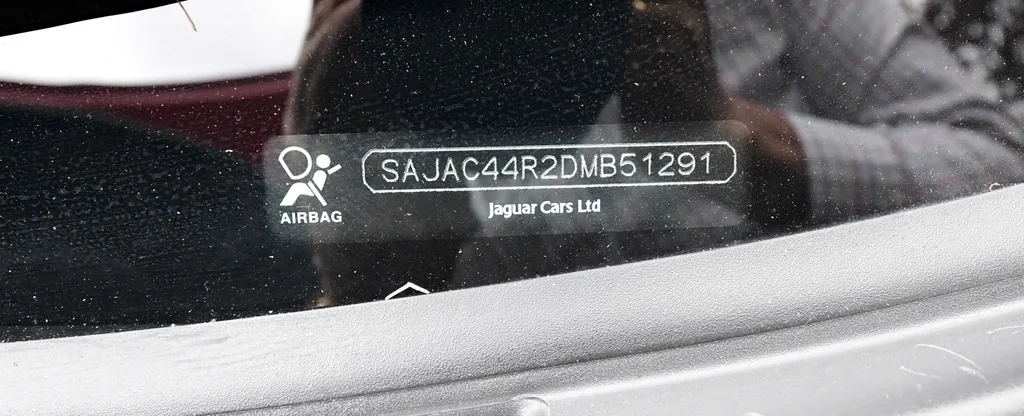 SAJAC44R2DMB51291
AIRBAG
Jaguar Cars Ltd